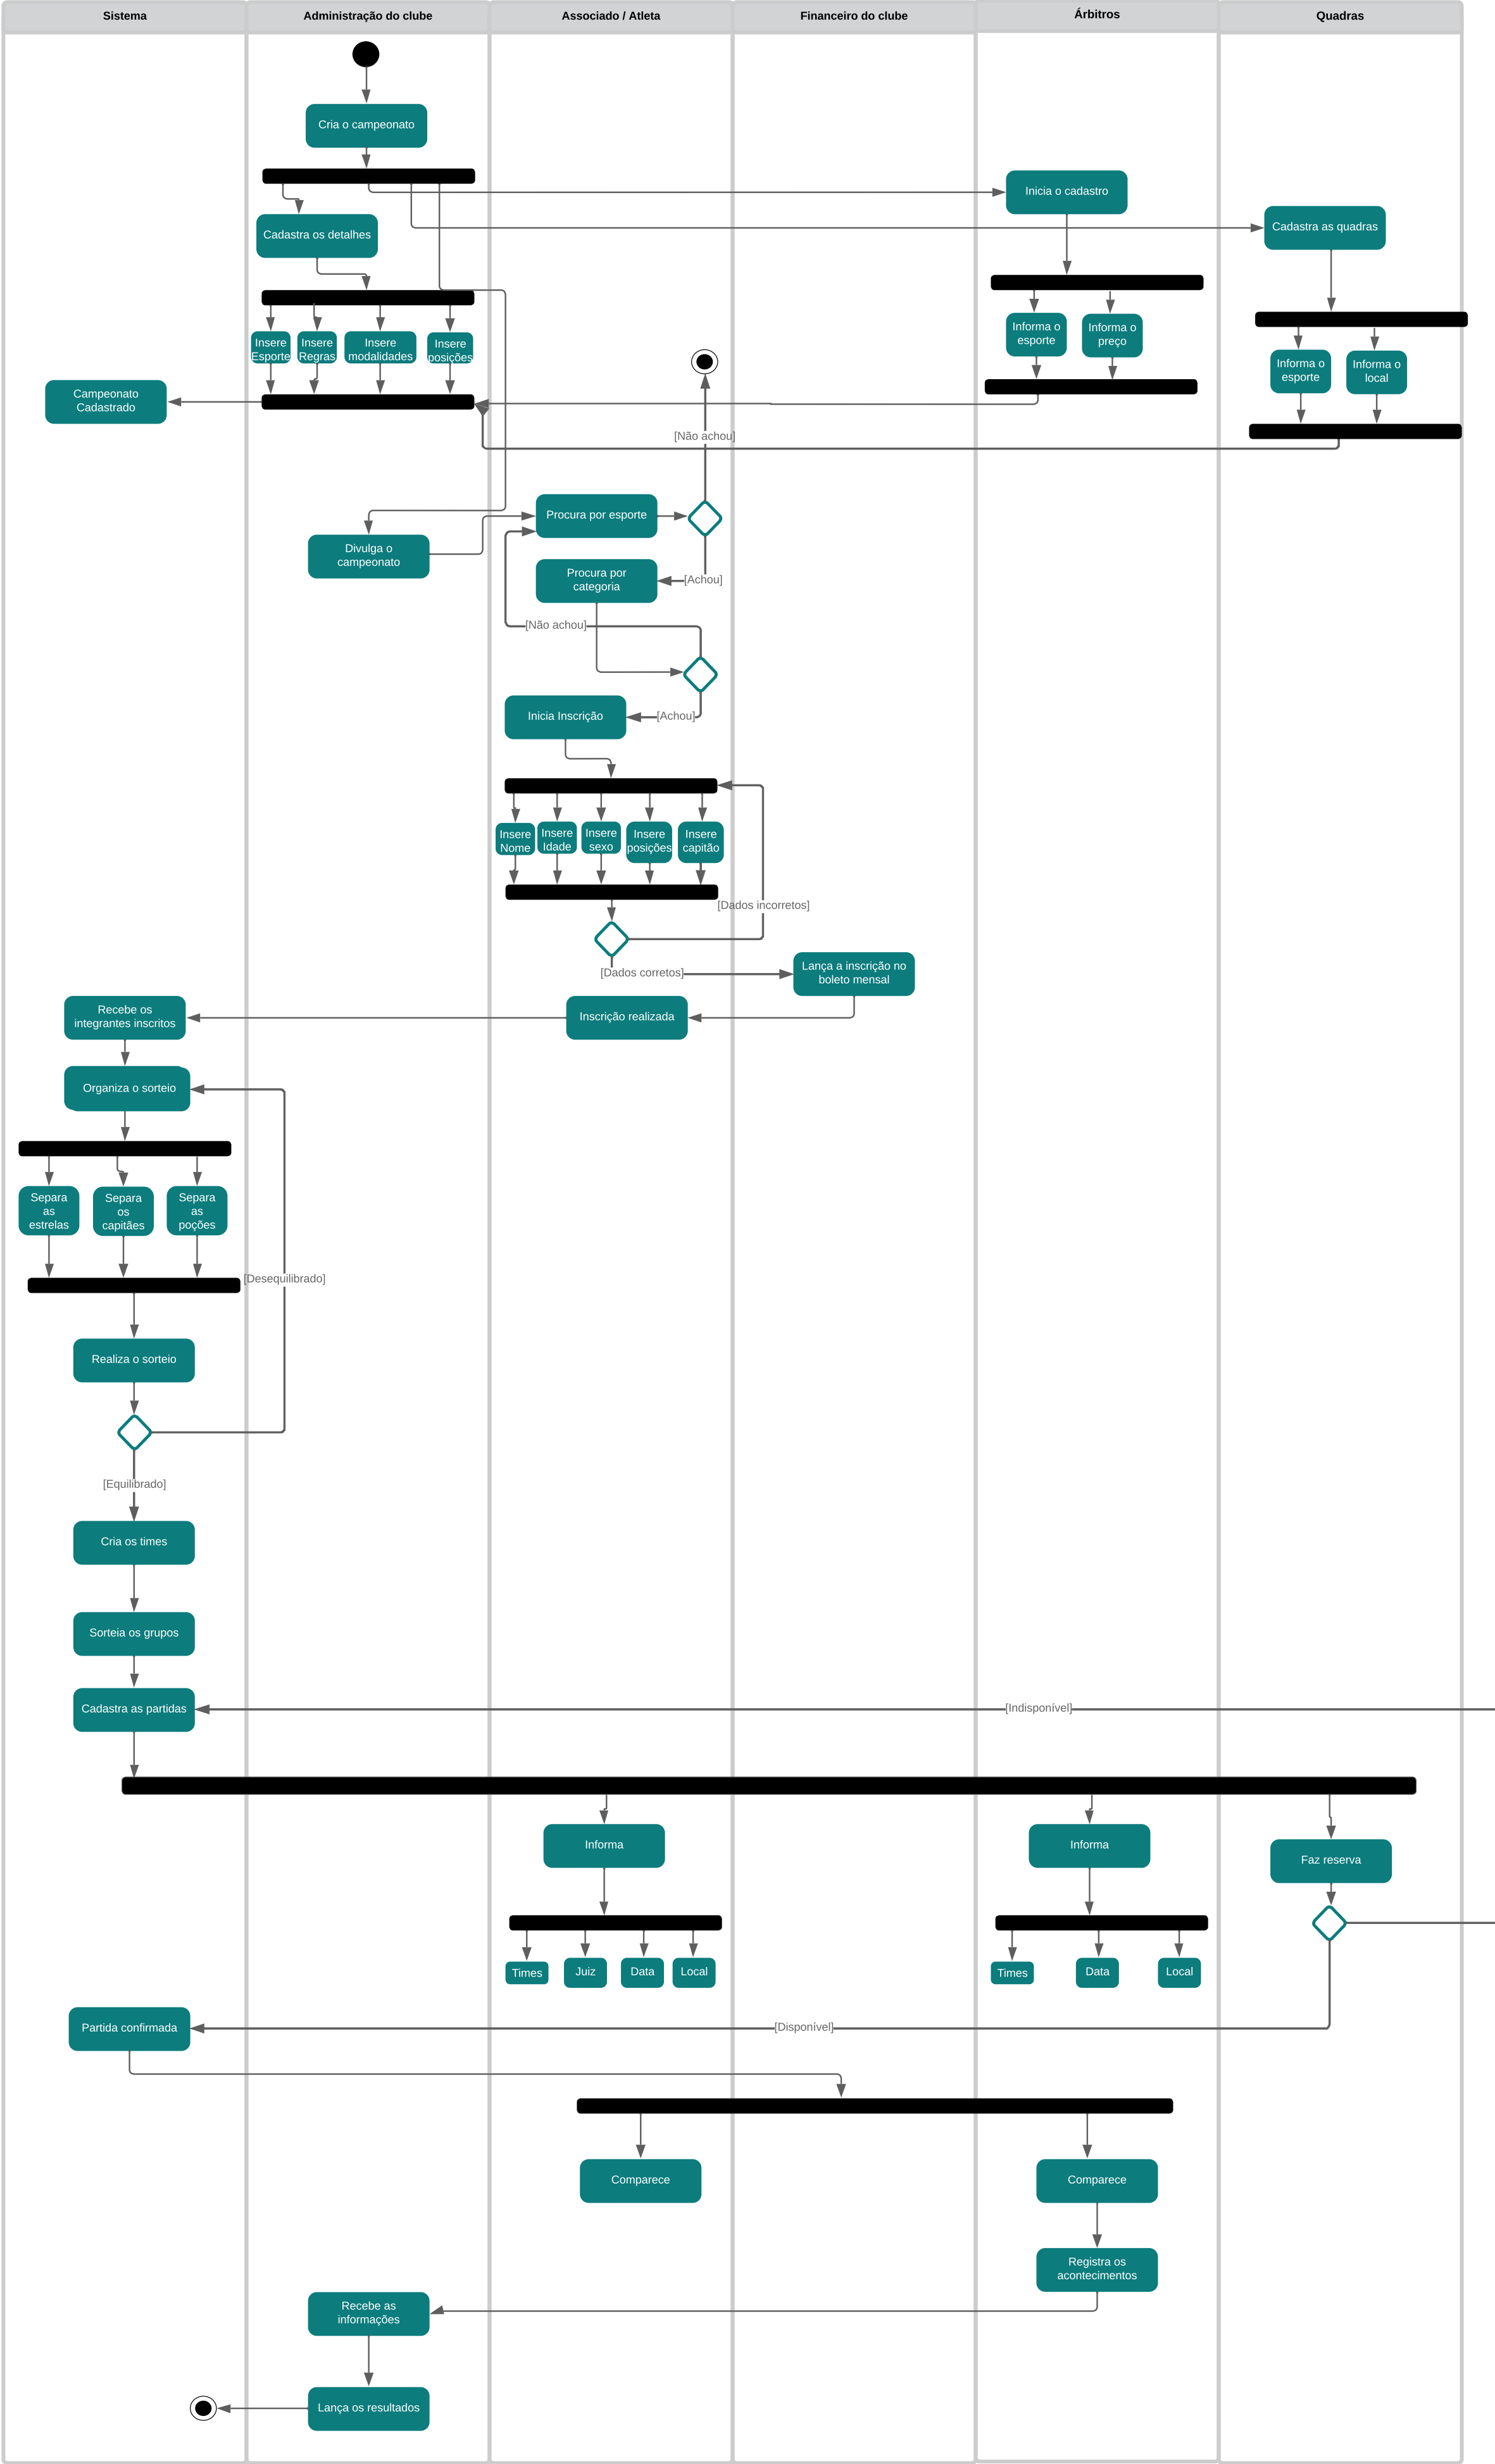 Sistema
Administração do clube
Associado / Atleta
Financeiro do clube
Árbitros
Quadras
Cria o campeonato
Inicia o cadastro
Cadastra as quadras
Cadastra os detalhes
Insere
Esporte
Insere
Regras
Insere
modalidades
Insere
posições
Informa o
esporte
Informa o
preço
Informa o
esporte
Informa o
local
Campeonato
Cadastrado
[Não achou]
Procura por esporte
Divulga o
campeonato
Procura por
categoria
[Achou]
[Não achou]
Inicia Inscrição
[Achou]
Insere
Nome
Insere
Idade
Insere
sexo
Insere
posições
Insere
capitão
[Dados incorretos]
[Dados corretos]
Lança a inscrição no
boleto mensal
Recebe os
integrantes inscritos
Inscrição realizada
Organiza o sorteio
Separa
as
estrelas
Separa
os
capitães
Separa
as
poções
[Desequilibrado]
Realiza o sorteio
[Equilibrado]
Cria os times
Sorteia os grupos
Cadastra as partidas
[Indisponível]
Informa
Informa
Faz reserva
Times
Juiz
Data
Local
Times
Data
Local
Partida confirmada
[Disponível]
Comparece
Comparece
Registra os
acontecimentos
Recebe as
informações
Lança os resultados